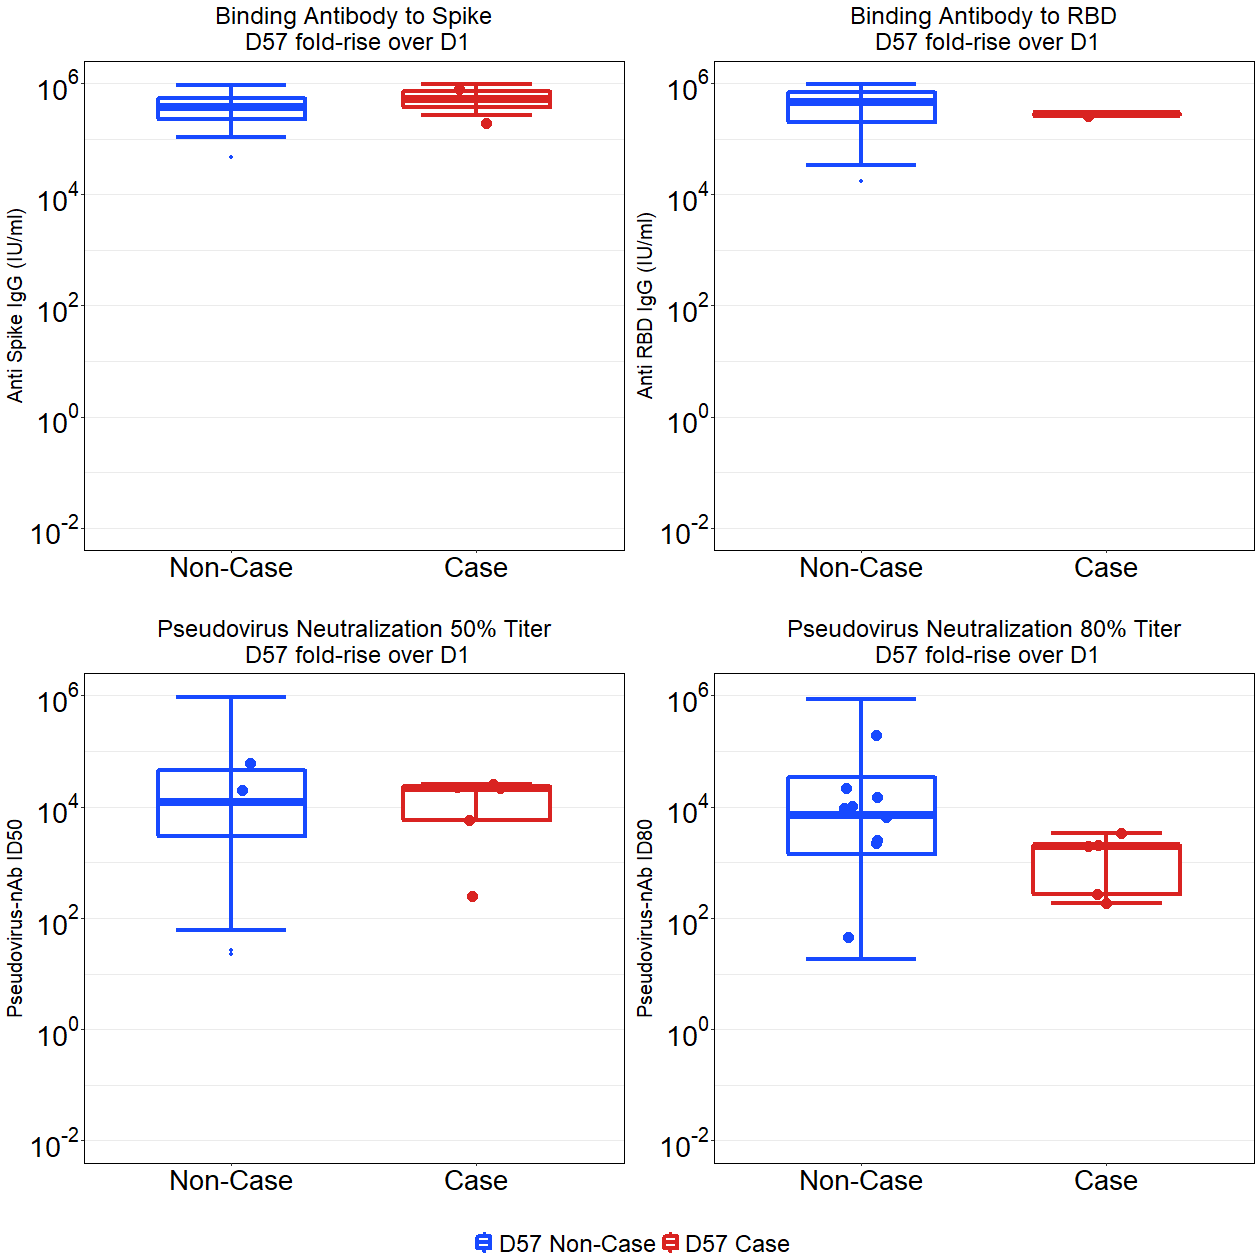 Binding Antibody to Spike
D57 fold-rise over D1
Anti Spike IgG (IU/ml)
10^6
10^4
10^2
10^0
10^-2
Non-Case
Case
Binding Antibody to RBD
D57 fold-rise over D1
Anti RBD IgG (IU/ml)
10^6
10^4
10^2
10^0
10^-2
Non-Case
Case
Pseudovirus Neutralization 50% Titer
D57 fold-rise over D1
Pseudovirus-nAb ID50
10^6
10^4
10^2
10^0
10^-2
Non-Case
Case
Pseudovirus Neutralization 80% Titer
D57 fold-rise over D1
Pseudovirus-nAb ID80
10^6
10^4
10^2
10^0
10^-2
Non-Case
Case
D57 Non-Case D57 Case